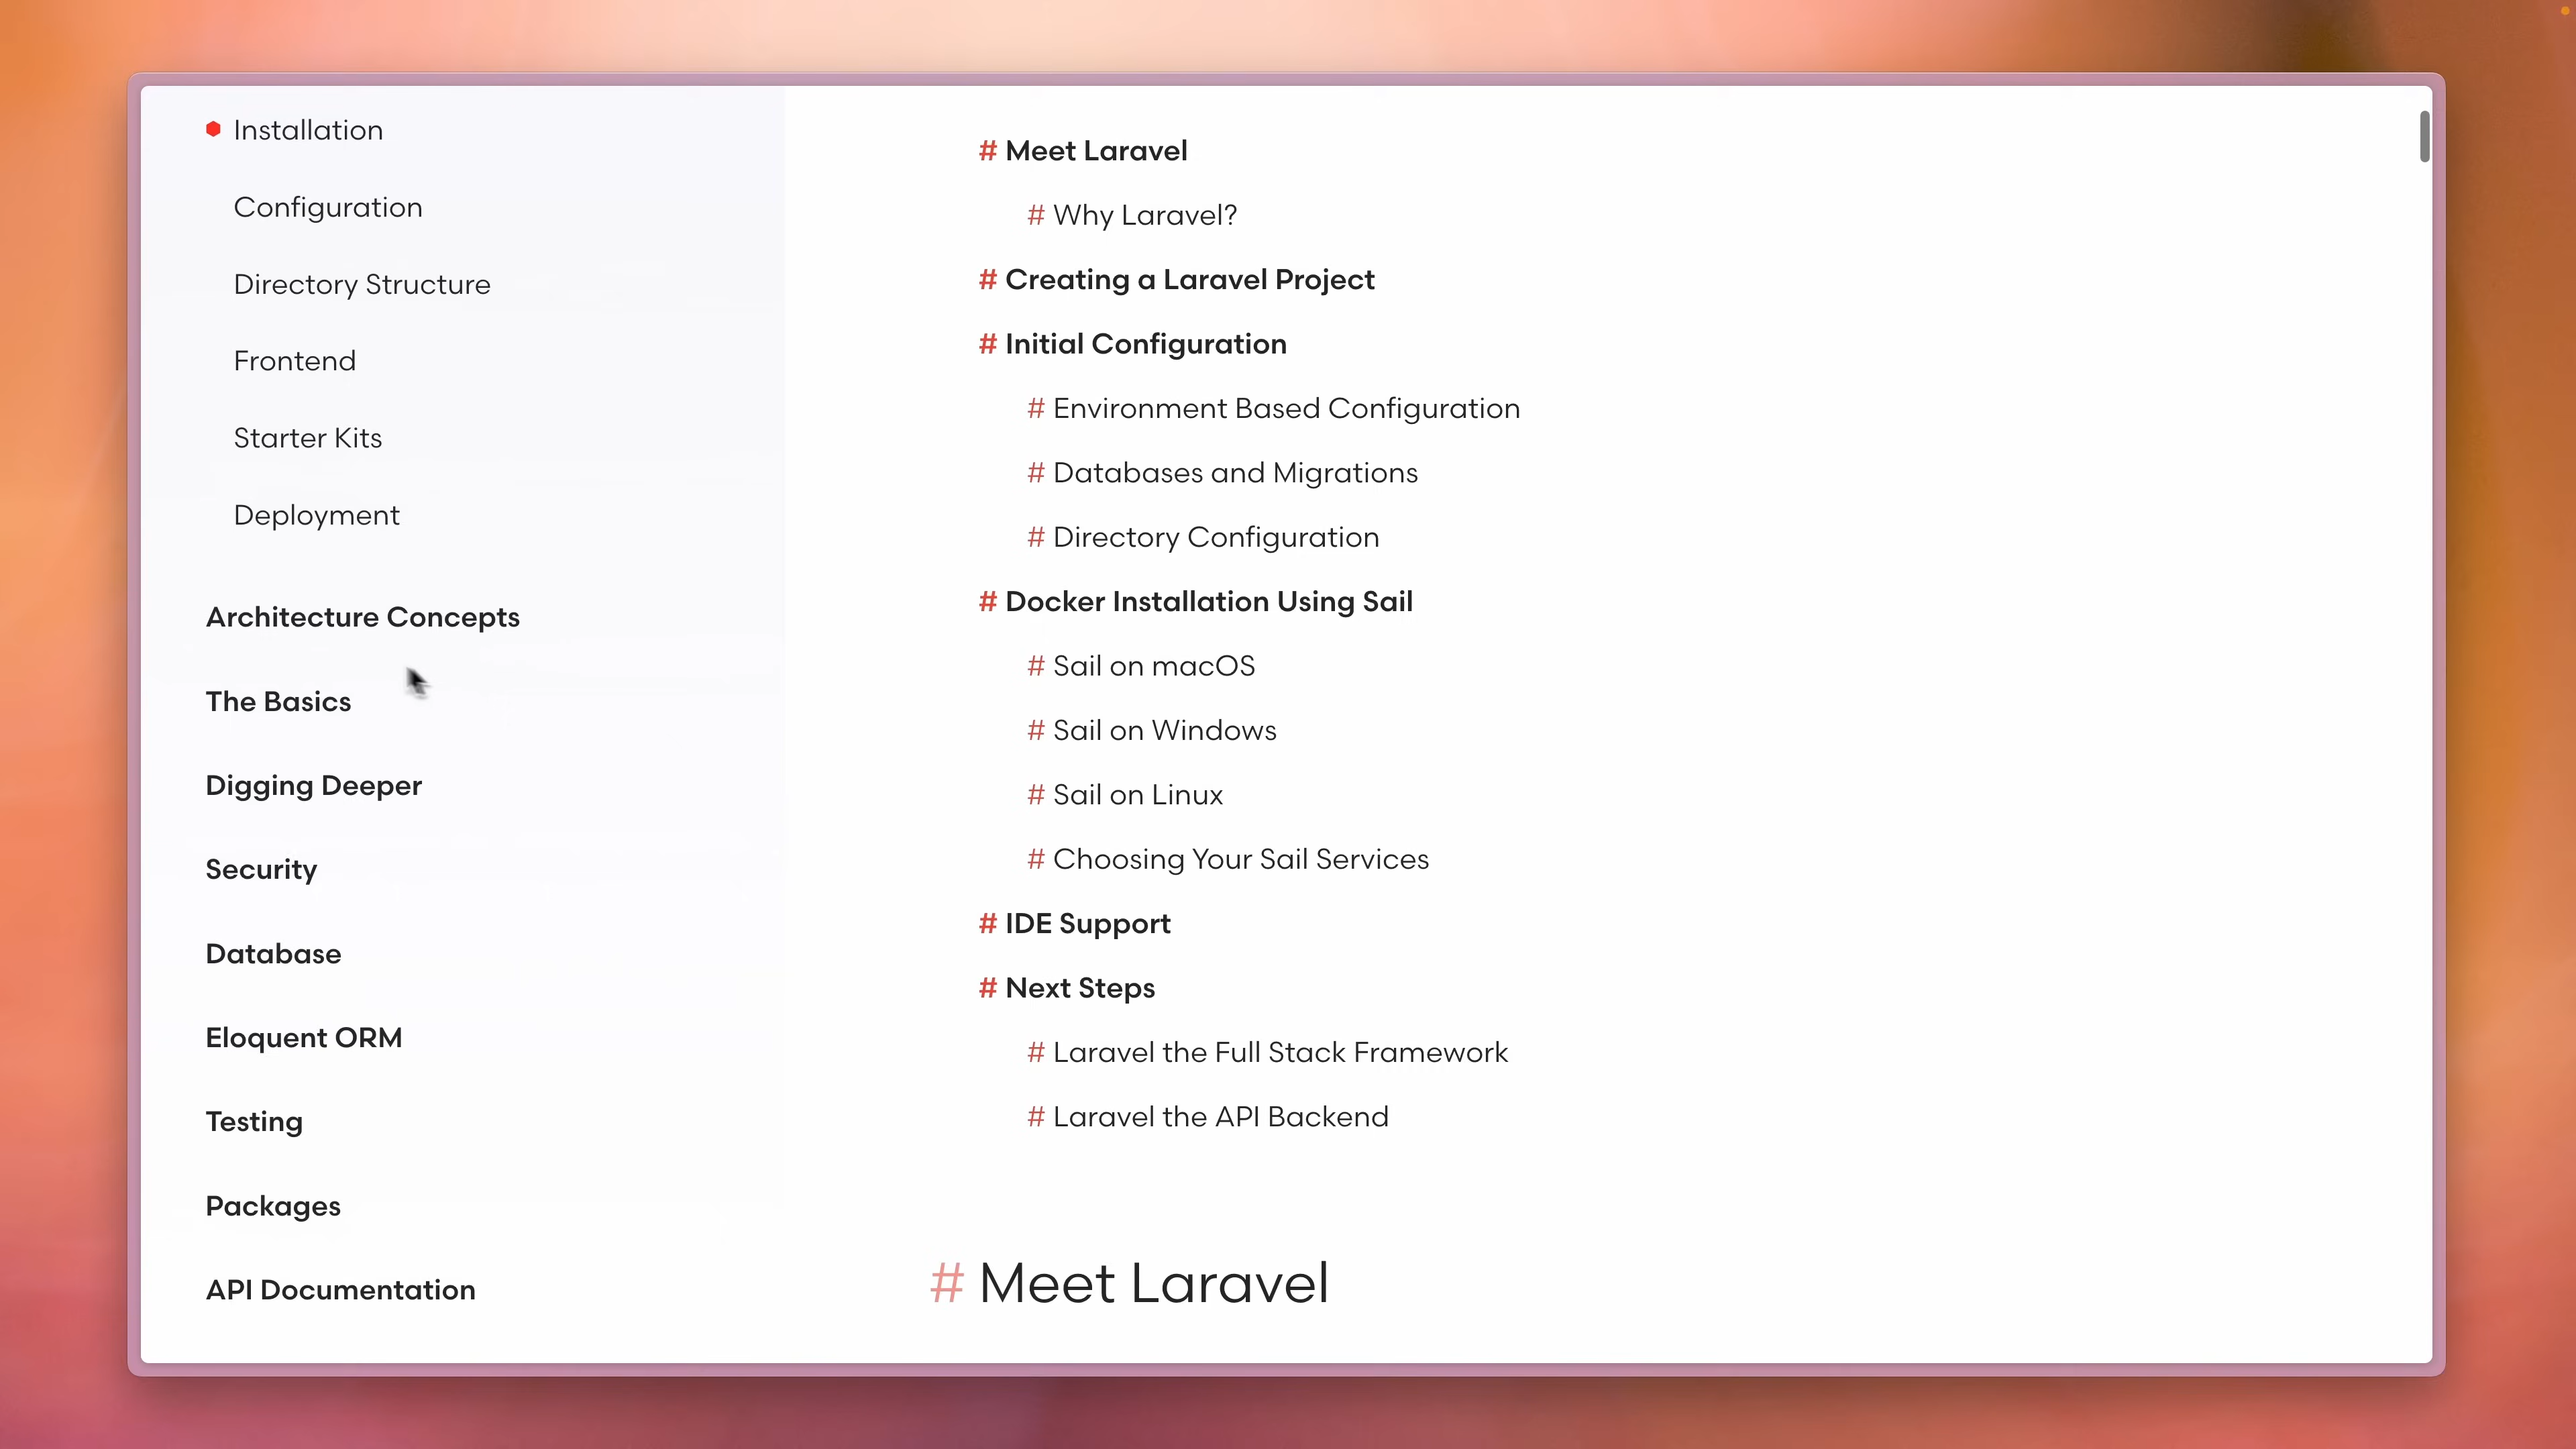 Installation
Configuration
Directory Structure
Frontend
Starter Kits
Deployment
Architecture Concepts
The Basics
Digging Deeper
Security
Database
Eloquent ORM
Testing
Packages
API Documentation
# Meet Laravel
# Why Laravel?
# Creating a Laravel Project
# Initial Configuration
# Environment Based Configuration
# Databases and Migrations
# Directory Configuration
# Docker Installation Using Sail
# Sail on macOS
# Sail on Windows
# Sail on Linux
# Choosing Your Sail Services
# IDE Support
# Next Steps
# Laravel the Full Stack Framework
# Laravel the API Backend
# Meet Laravel